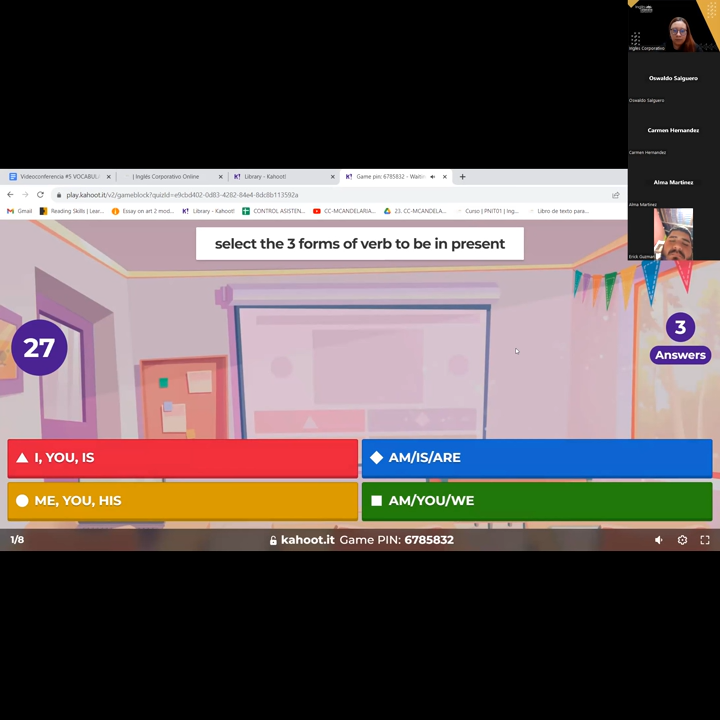 Inglés Corporativo
Oswaldo Salguero
Oswaldo Salguero
Carmen Hernandez
Carmen Hernandez
Alma Martinez
Alma Martinez
Erick Guzman
Videoconferencia #5 VOCABUL
| Inglés Corporativo Online
Library - Kahoot!
Game pin: 6785832 - Waitin
play.kahoot.it/v2/gameblock?quizId=e9cbd402-0d83-4282-84e4-8dc8b113592a
Gmail
Reading Skills | Lear...
Essay on art 2 mod...
Library - Kahoot!
CONTROL ASISTEN...
CC-MCANDELARIA...
23. CC-MCANDELA...
Curso | PNIT01 | Ing...
Libro de texto para...
select the 3 forms of verb to be in present
27
3
Answers
I, YOU, IS
AM/IS/ARE
ME, YOU, HIS
AM/YOU/WE
1/8
kahoot.it Game PIN: 6785832